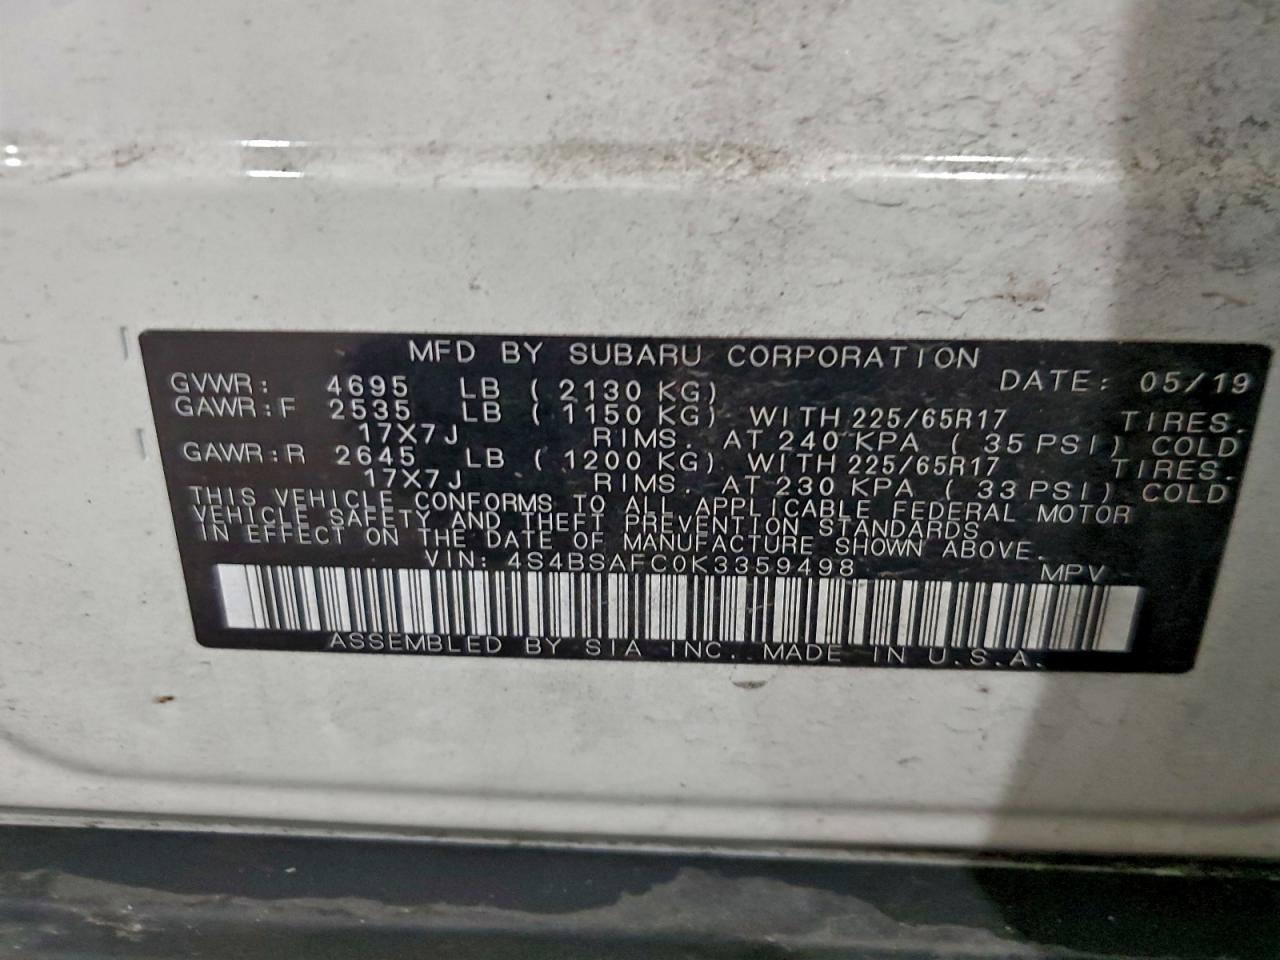 MFD BY SUBARU CORPORATION
DATE: 05/19
GVWR: 4695 LB ( 2130 KG)
GAWR:F 2535 LB ( 1150 KG) WITH 225/65R17 TIRES.
17X7J RIMS. AT 240 KPA ( 35 PSI) COLD
GAWR:R 2645 LB ( 1200 KG) WITH 225/65R17 TIRES.
17X7J RIMS. AT 230 KPA ( 33 PSI) COLD
THIS VEHICLE CONFORMS TO ALL APPLICABLE FEDERAL MOTOR
VEHICLE SAFETY AND THEFT PREVENTION STANDARDS
IN EFFECT ON THE DATE OF MANUFACTURE SHOWN ABOVE.
VIN: 4S4BSAFC0K3359498 MPV
ASSEMBLED BY SIA INC. MADE IN U.S.A.